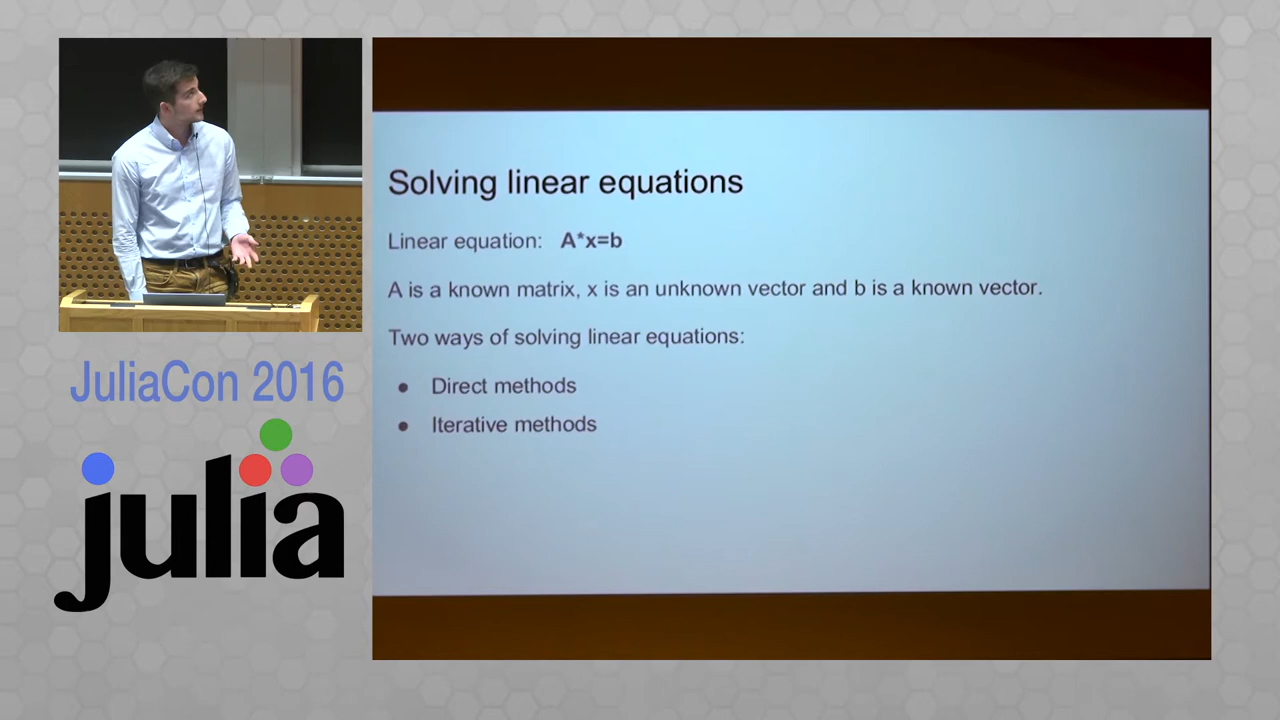 Solving linear equations
Linear equation: A*x=b
A is a known matrix, x is an unknown vector and b is a known vector.
Two ways of solving linear equations:
● Direct methods
● Iterative methods
JuliaCon 2016
julia